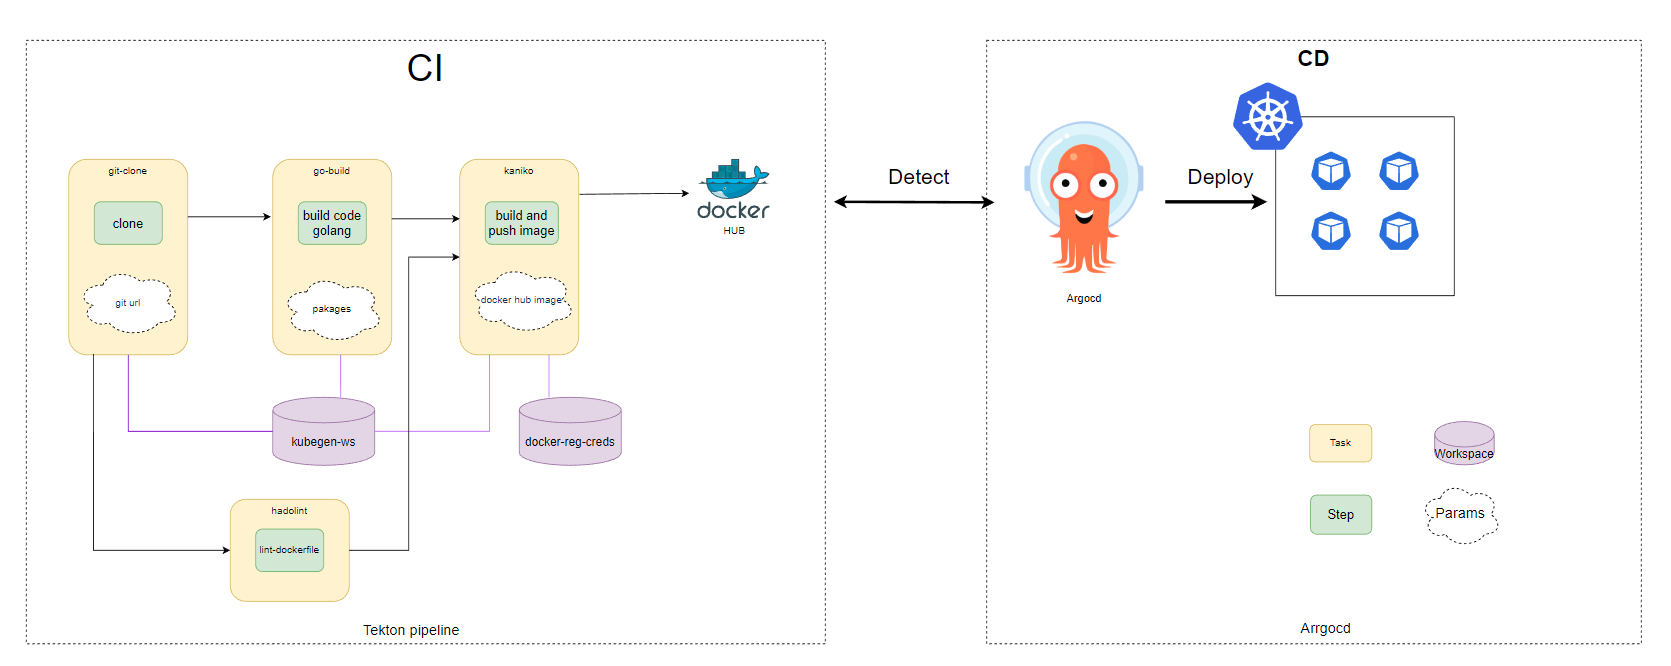 CI
git-clone
clone
git url
go-build
build code
golang
pakages
kaniko
build and
push image
docker hub image
docker
HUB
kubegen-ws
docker-reg-creds
hadolint
lint-dockerfile
Tekton pipeline
Detect
CD
Argocd
Deploy
Task
Workspace
Step
Params
Arrgocd